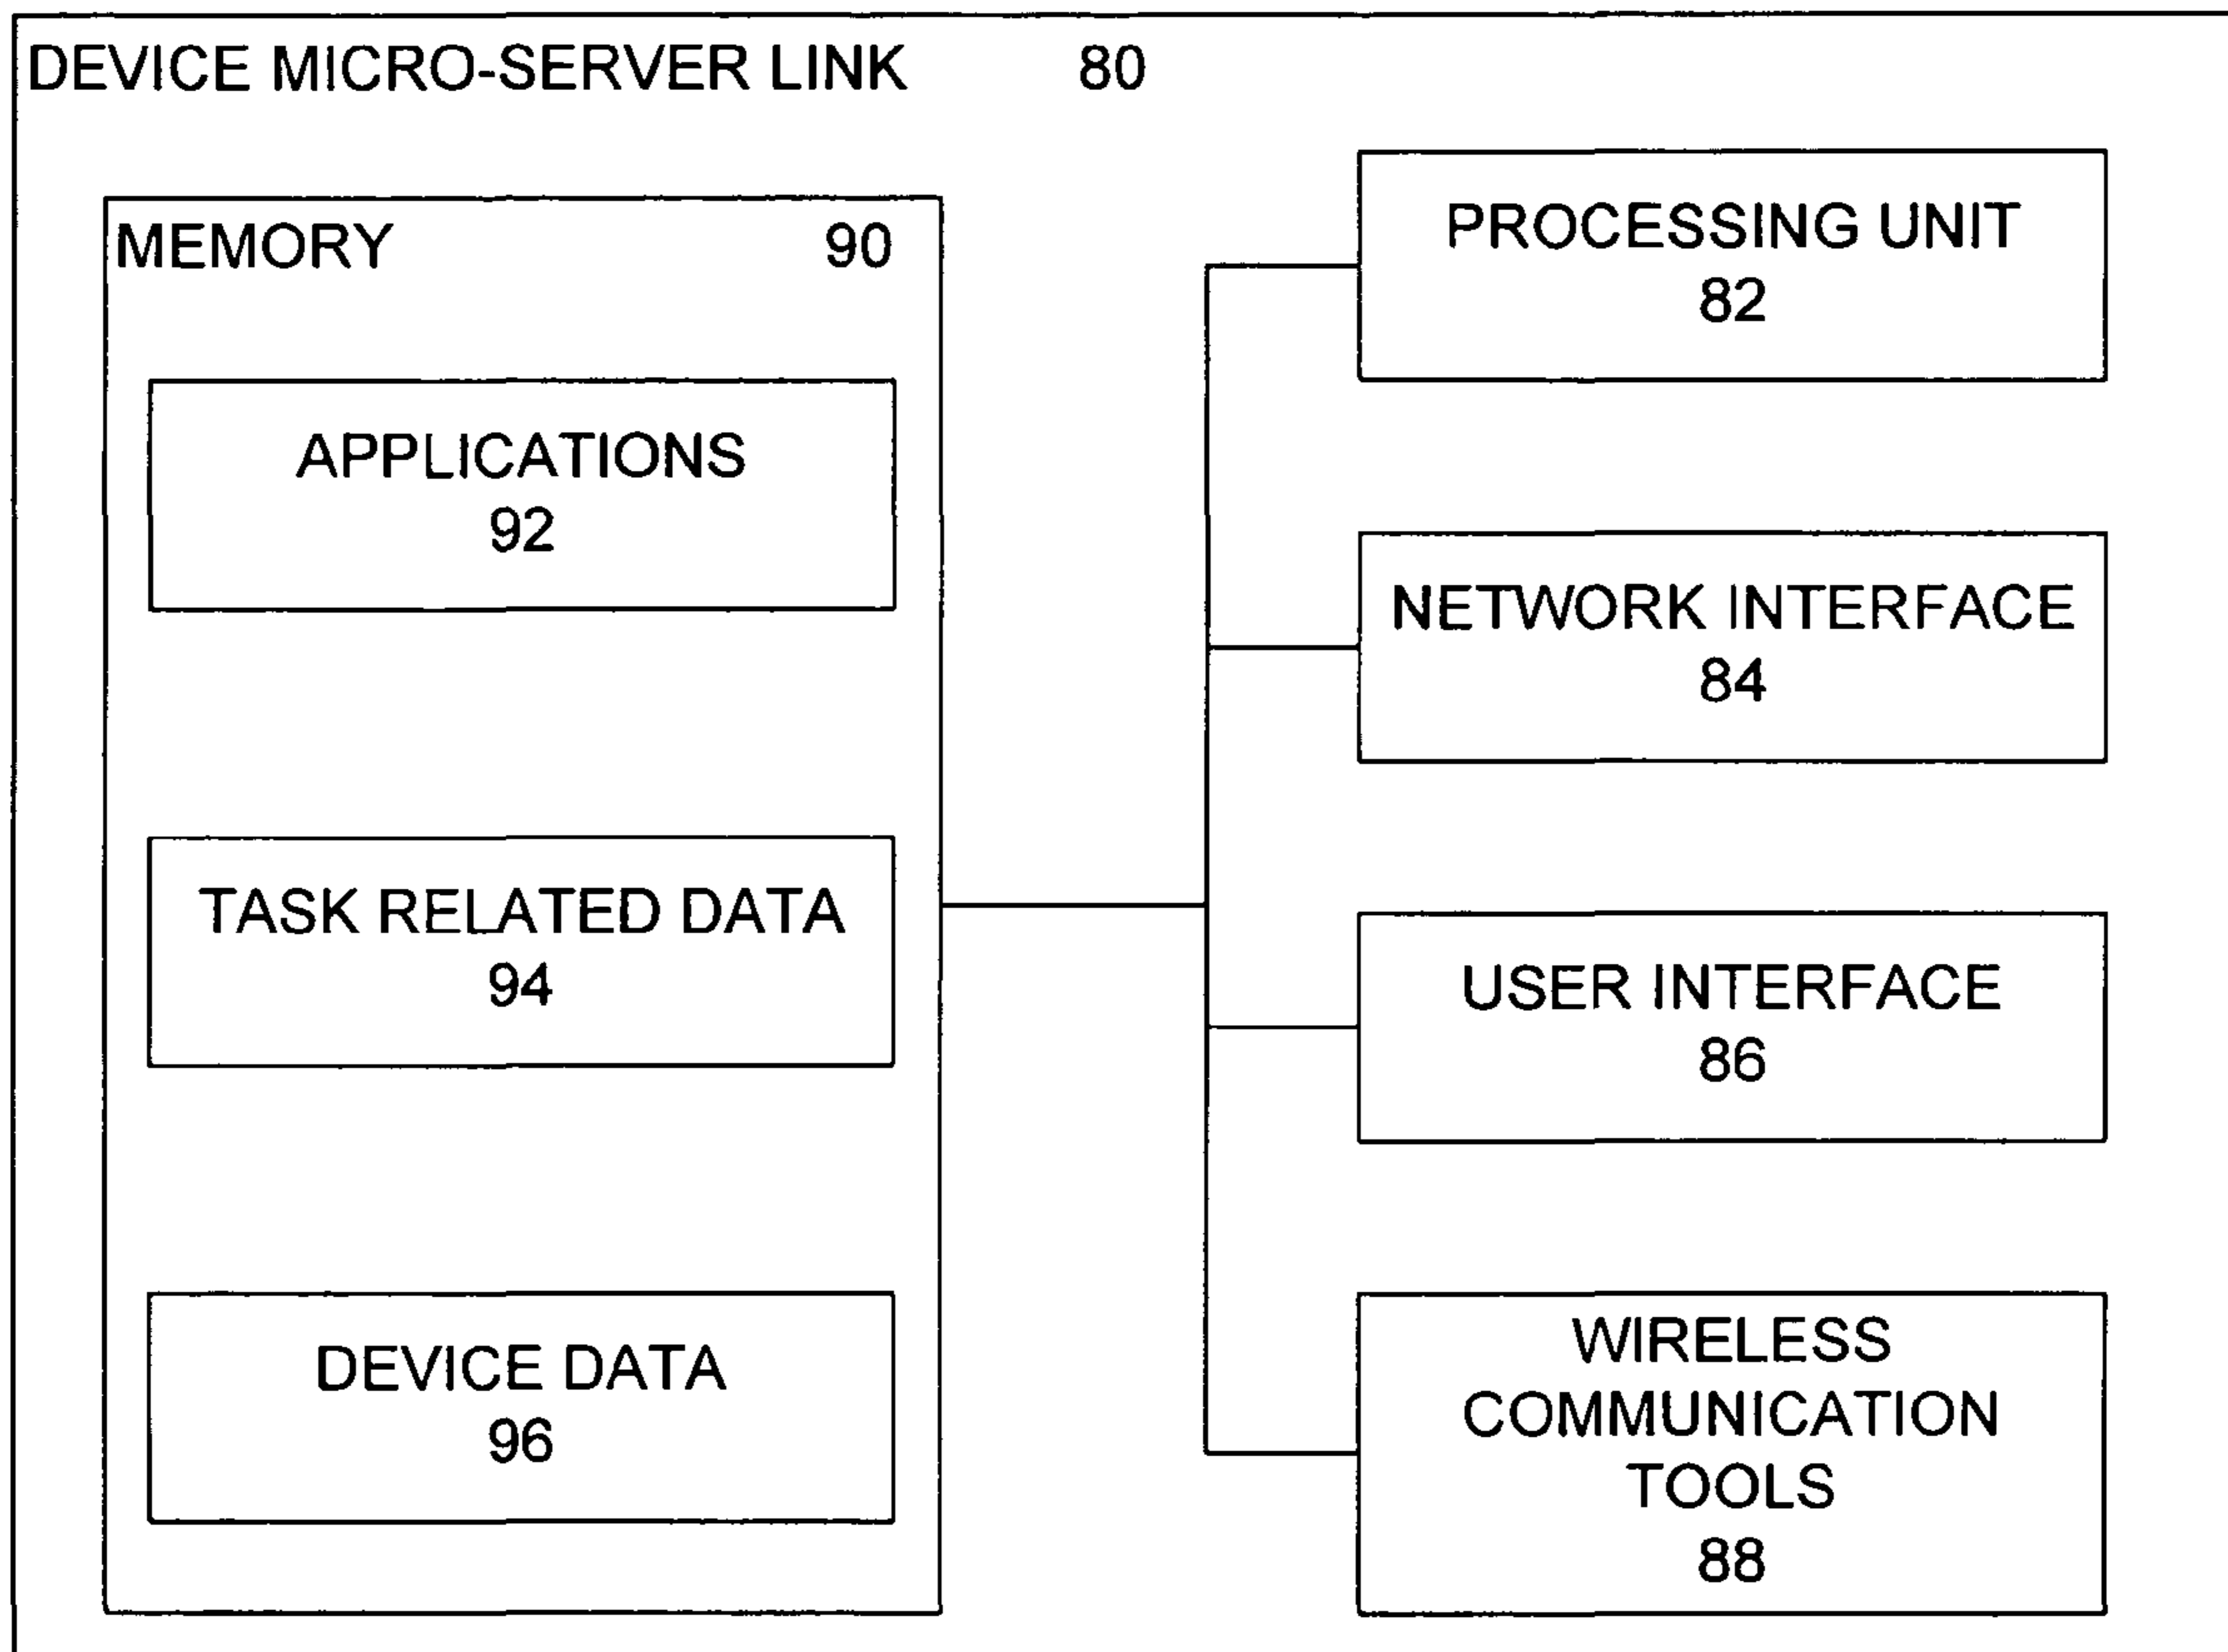 DEVICE MICRO-SERVER LINK 80
MEMORY 90
APPLICATIONS
92
TASK RELATED DATA
94
DEVICE DATA
96
PROCESSING UNIT
82
NETWORK INTERFACE
84
USER INTERFACE
86
WIRELESS
COMMUNICATION
TOOLS
88